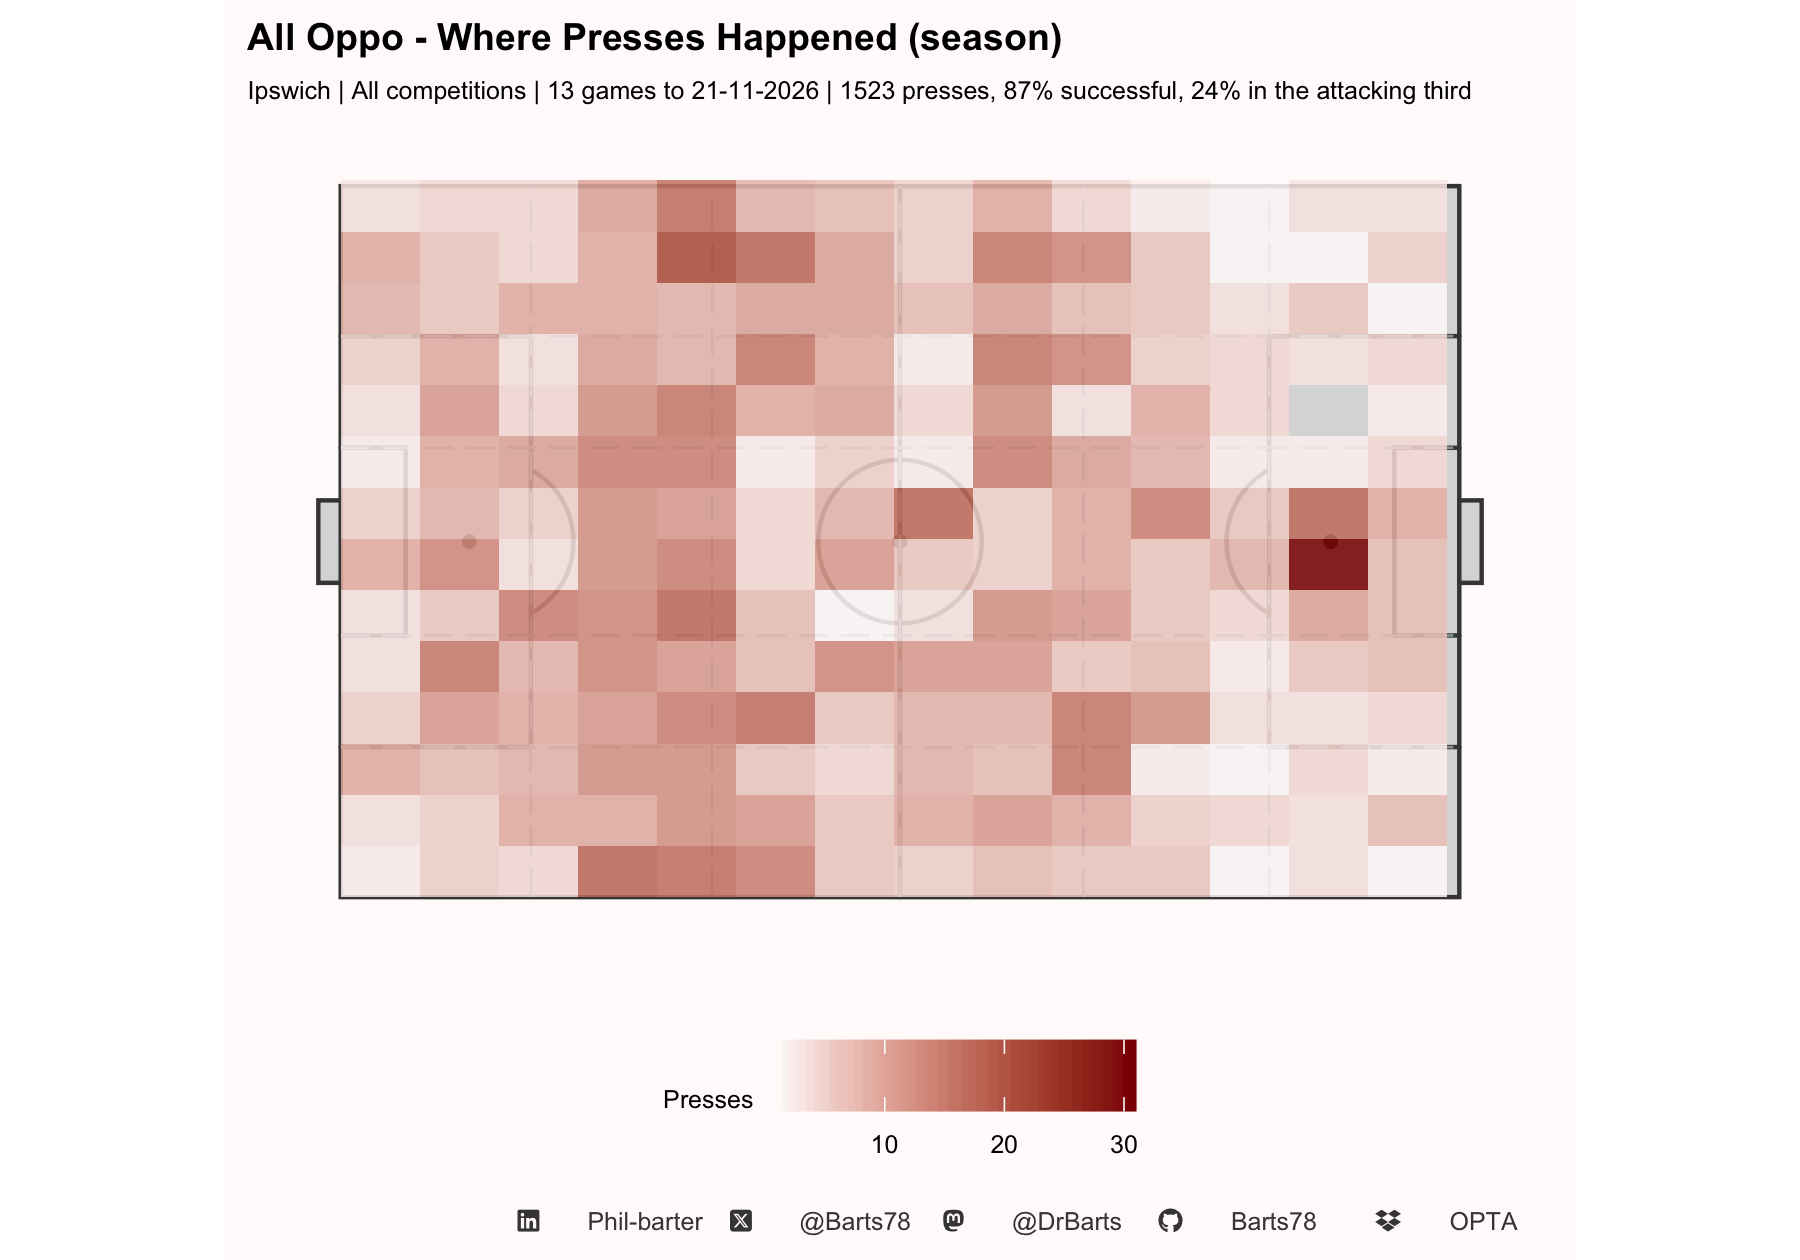 All Oppo - Where Presses Happened (season)
Ipswich | All competitions | 13 games to 21-11-2026 | 1523 presses, 87% successful, 24% in the attacking third
Presses
10 20 30
Phil-barter @Barts78 @DrBarts Barts78 OPTA